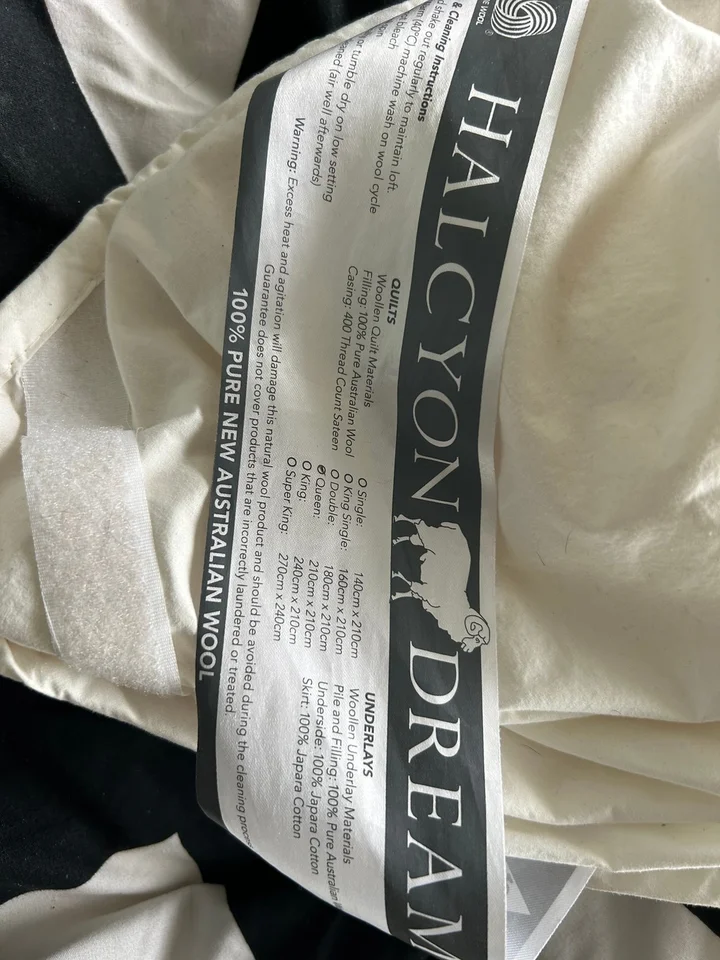 E WOOL ®
HALCYON DREAM
& Cleaning Instructions
shake out regularly to maintain loft.
m (40°C) machine wash on wool cycle
bleach
or tumble dry on low setting
(air well afterwards)
QUILTS
Woollen Quilt Materials
Filling: 100% Pure Australian Wool
Casing: 400 Thread Count Sateen
Single: 140cm x 210cm
King Single: 160cm x 210cm
Double: 180cm x 210cm
Queen: 210cm x 210cm
King: 240cm x 210cm
Super King: 270cm x 240cm
UNDERLAYS
Woollen Underlay Materials
Pile and Filling: 100% Pure Australian
Underside: 100% Japara Cotton
Skirt: 100% Japara Cotton
Warning: Excess heat and agitation will damage this natural wool product and should be avoided during the cleaning proce
Guarantee does not cover products that are incorrectly laundered or treated.
100% PURE NEW AUSTRALIAN WOOL